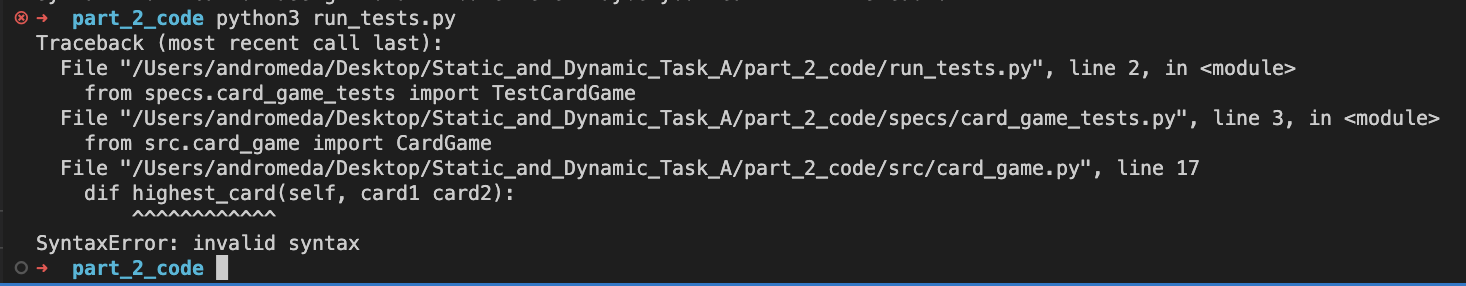 ➜ part_2_code python3 run_tests.py
Traceback (most recent call last):
  File "/Users/andromeda/Desktop/Static_and_Dynamic_Task_A/part_2_code/run_tests.py", line 2, in <module>
    from specs.card_game_tests import TestCardGame
  File "/Users/andromeda/Desktop/Static_and_Dynamic_Task_A/part_2_code/specs/card_game_tests.py", line 3, in <module>
    from src.card_game import CardGame
  File "/Users/andromeda/Desktop/Static_and_Dynamic_Task_A/part_2_code/src/card_game.py", line 17
    dif highest_card(self, card1 card2):
        ^^^^^^^^^^^^
SyntaxError: invalid syntax
➜ part_2_code